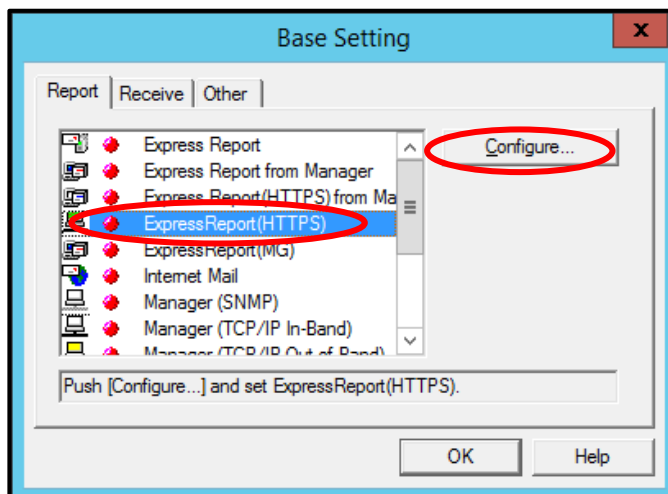 Base Setting
x
Report Receive Other
Express Report
Configure...
Express Report from Manager
Express Report(HTTPS) from Ma
ExpressReport(HTTPS)
ExpressReport(MG)
Internet Mail
Manager (SNMP)
Manager (TCP/IP In-Band)
Manager (TCP/IP Out-of-Band)
Push [Configure...] and set ExpressReport(HTTPS).
OK Help